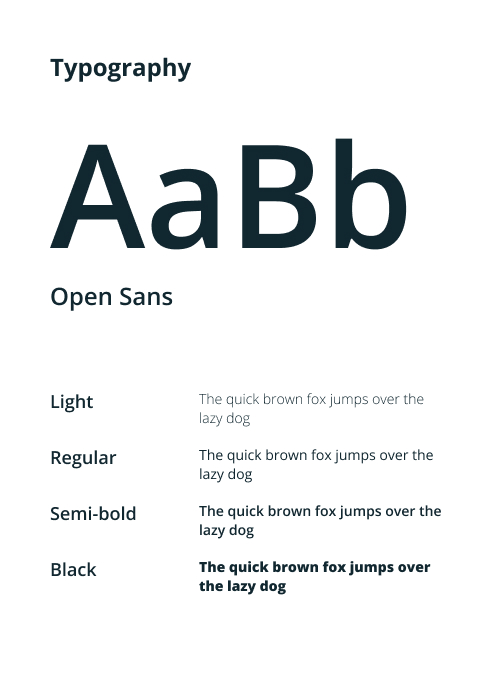 Typography
AaBb
Open Sans
Light
The quick brown fox jumps over the
lazy dog
Regular
The quick brown fox jumps over the
lazy dog
Semi-bold
The quick brown fox jumps over the
lazy dog
Black
The quick brown fox jumps over
the lazy dog